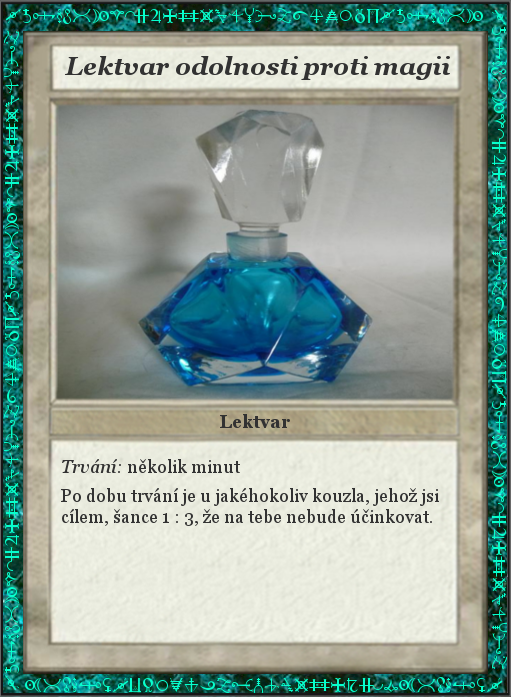 Lektvar odolnosti proti magii
Lektvar
Trvání: několik minut
Po dobu trvání je u jakéhokoliv kouzla, jehož jsi
cílem, šance 1 : 3, že na tebe nebude účinkovat.